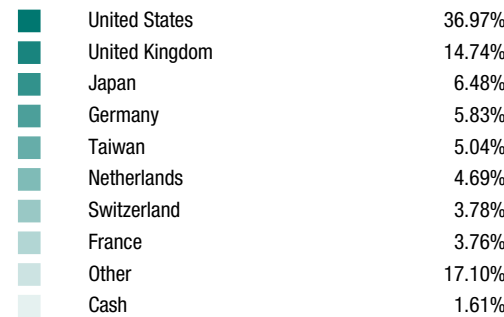 United States 36.97%
United Kingdom 14.74%
Japan 6.48%
Germany 5.83%
Taiwan 5.04%
Netherlands 4.69%
Switzerland 3.78%
France 3.76%
Other 17.10%
Cash 1.61%